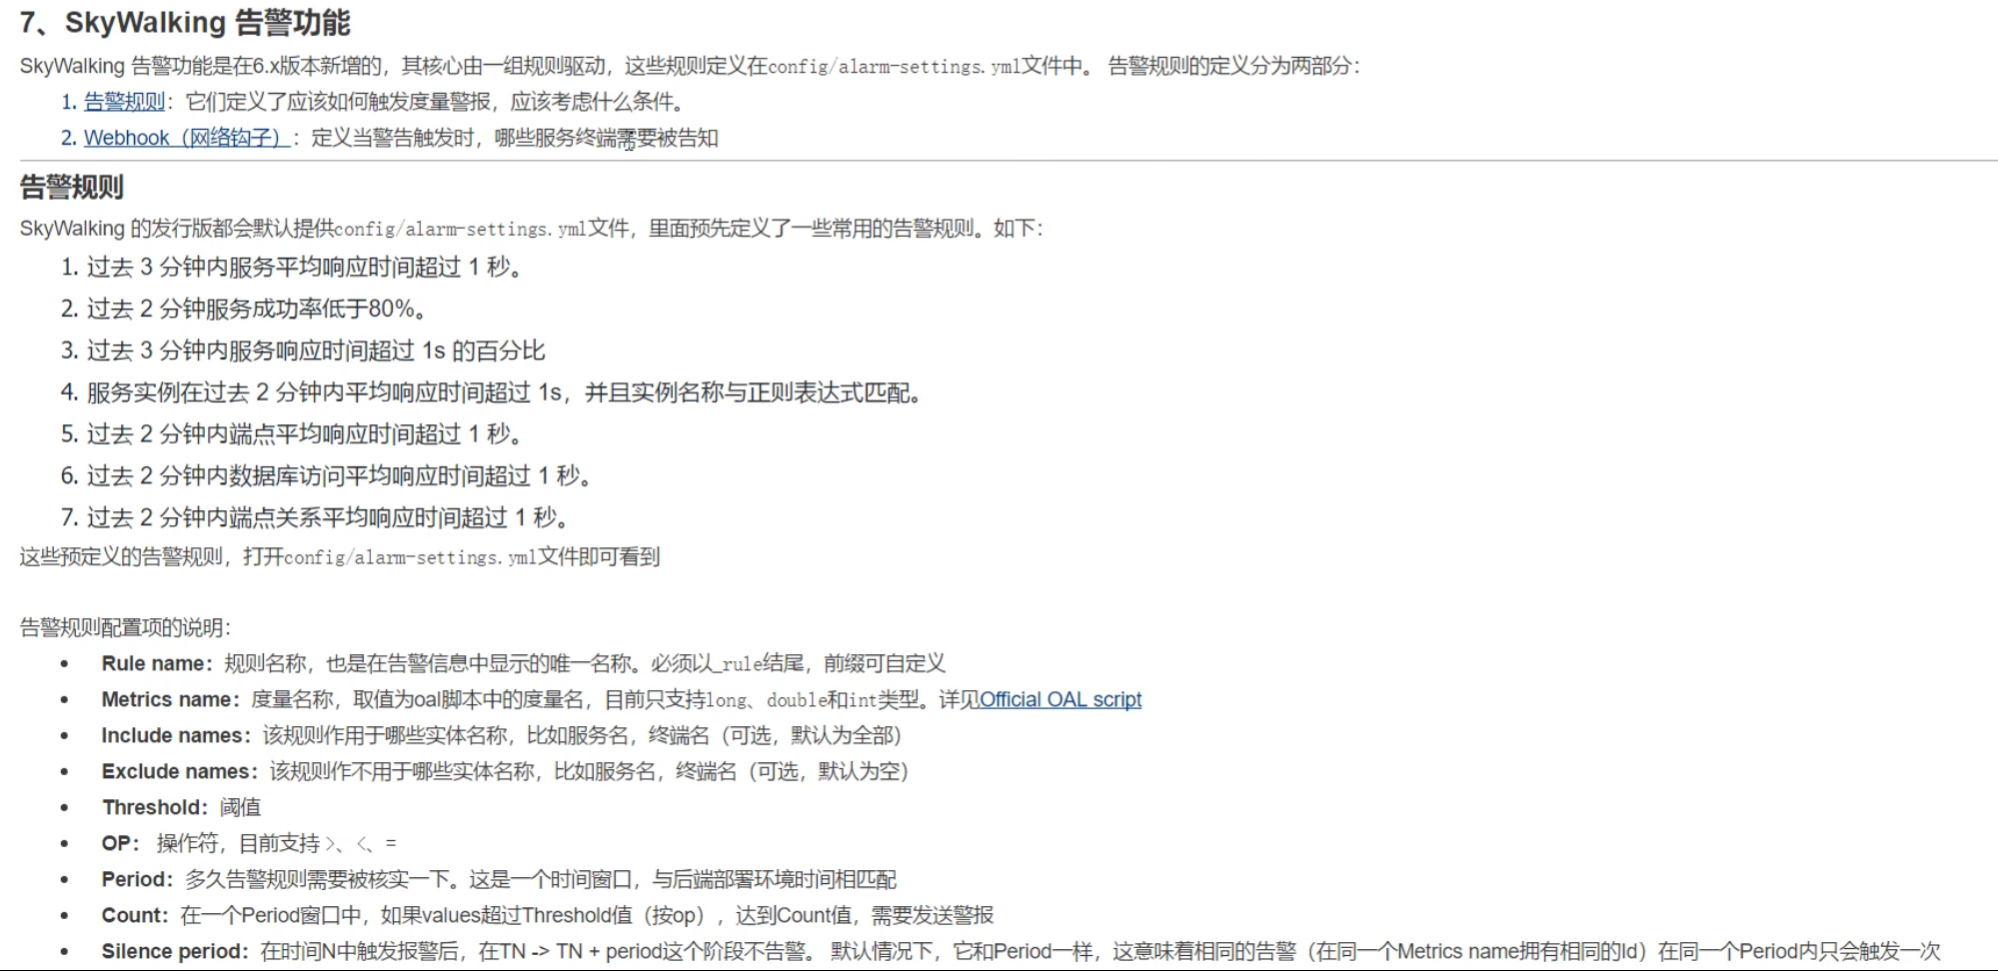 7、SkyWalking 告警功能
SkyWalking 告警功能是在6.x版本新增的，其核心由一组规则驱动，这些规则定义在config/alarm-settings.yml文件中。 告警规则的定义分为两部分：
1. 告警规则：它们定义了应该如何触发度量警报，应该考虑什么条件。
2. Webhook（网络钩子）：定义当警告触发时，哪些服务终端需要被告知
告警规则
SkyWalking 的发行版都会默认提供config/alarm-settings.yml文件，里面预先定义了一些常用的告警规则。如下：
1. 过去 3 分钟内服务平均响应时间超过 1 秒。
2. 过去 2 分钟服务成功率低于80%。
3. 过去 3 分钟内服务响应时间超过 1s 的百分比
4. 服务实例在过去 2 分钟内平均响应时间超过 1s，并且实例名称与正则表达式匹配。
5. 过去 2 分钟内端点平均响应时间超过 1 秒。
6. 过去 2 分钟内数据库访问平均响应时间超过 1 秒。
7. 过去 2 分钟内端点关系平均响应时间超过 1 秒。
这些预定义的告警规则，打开config/alarm-settings.yml文件即可看到
告警规则配置项的说明：
• Rule name：规则名称，也是在告警信息中显示的唯一名称。必须以_rule结尾，前缀可自定义
• Metrics name：度量名称，取值为oal脚本中的度量名，目前只支持long、double和int类型。详见Official OAL script
• Include names：该规则作用于哪些实体名称，比如服务名，终端名（可选，默认为全部）
• Exclude names：该规则作不用于哪些实体名称，比如服务名，终端名（可选，默认为空）
• Threshold：阈值
• OP： 操作符，目前支持 >、<、=
• Period：多久告警规则需要被核实一下。这是一个时间窗口，与后端部署环境时间相匹配
• Count：在一个Period窗口中，如果values超过Threshold值（按op），达到Count值，需要发送警报
• Silence period：在时间N中触发报警后，在TN -> TN + period这个阶段不告警。 默认情况下，它和Period一样，这意味着相同的告警（在同一个Metrics name拥有相同的Id）在同一个Period内只会触发一次